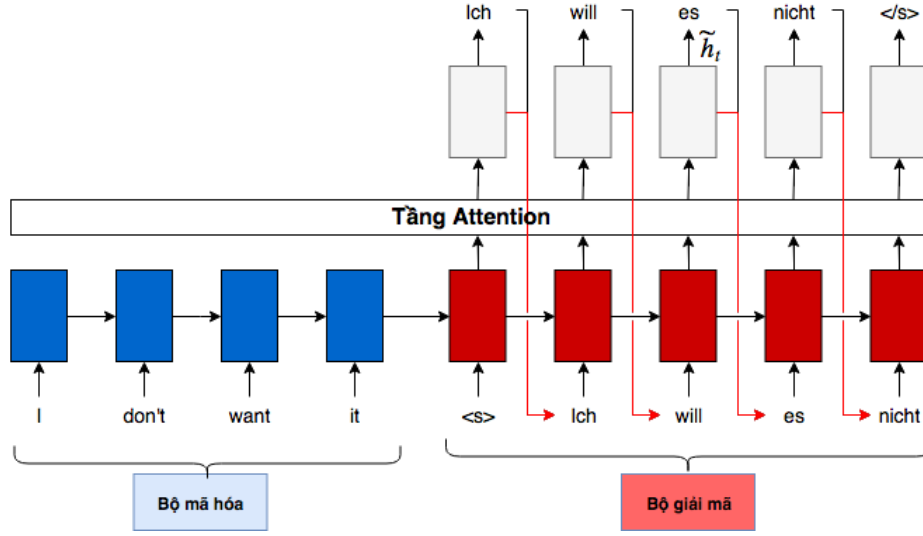 Ich will es nicht </s>
h̃ₜ
Tầng Attention
I don't want it <s> Ich will es nicht
Bộ mã hóa Bộ giải mã